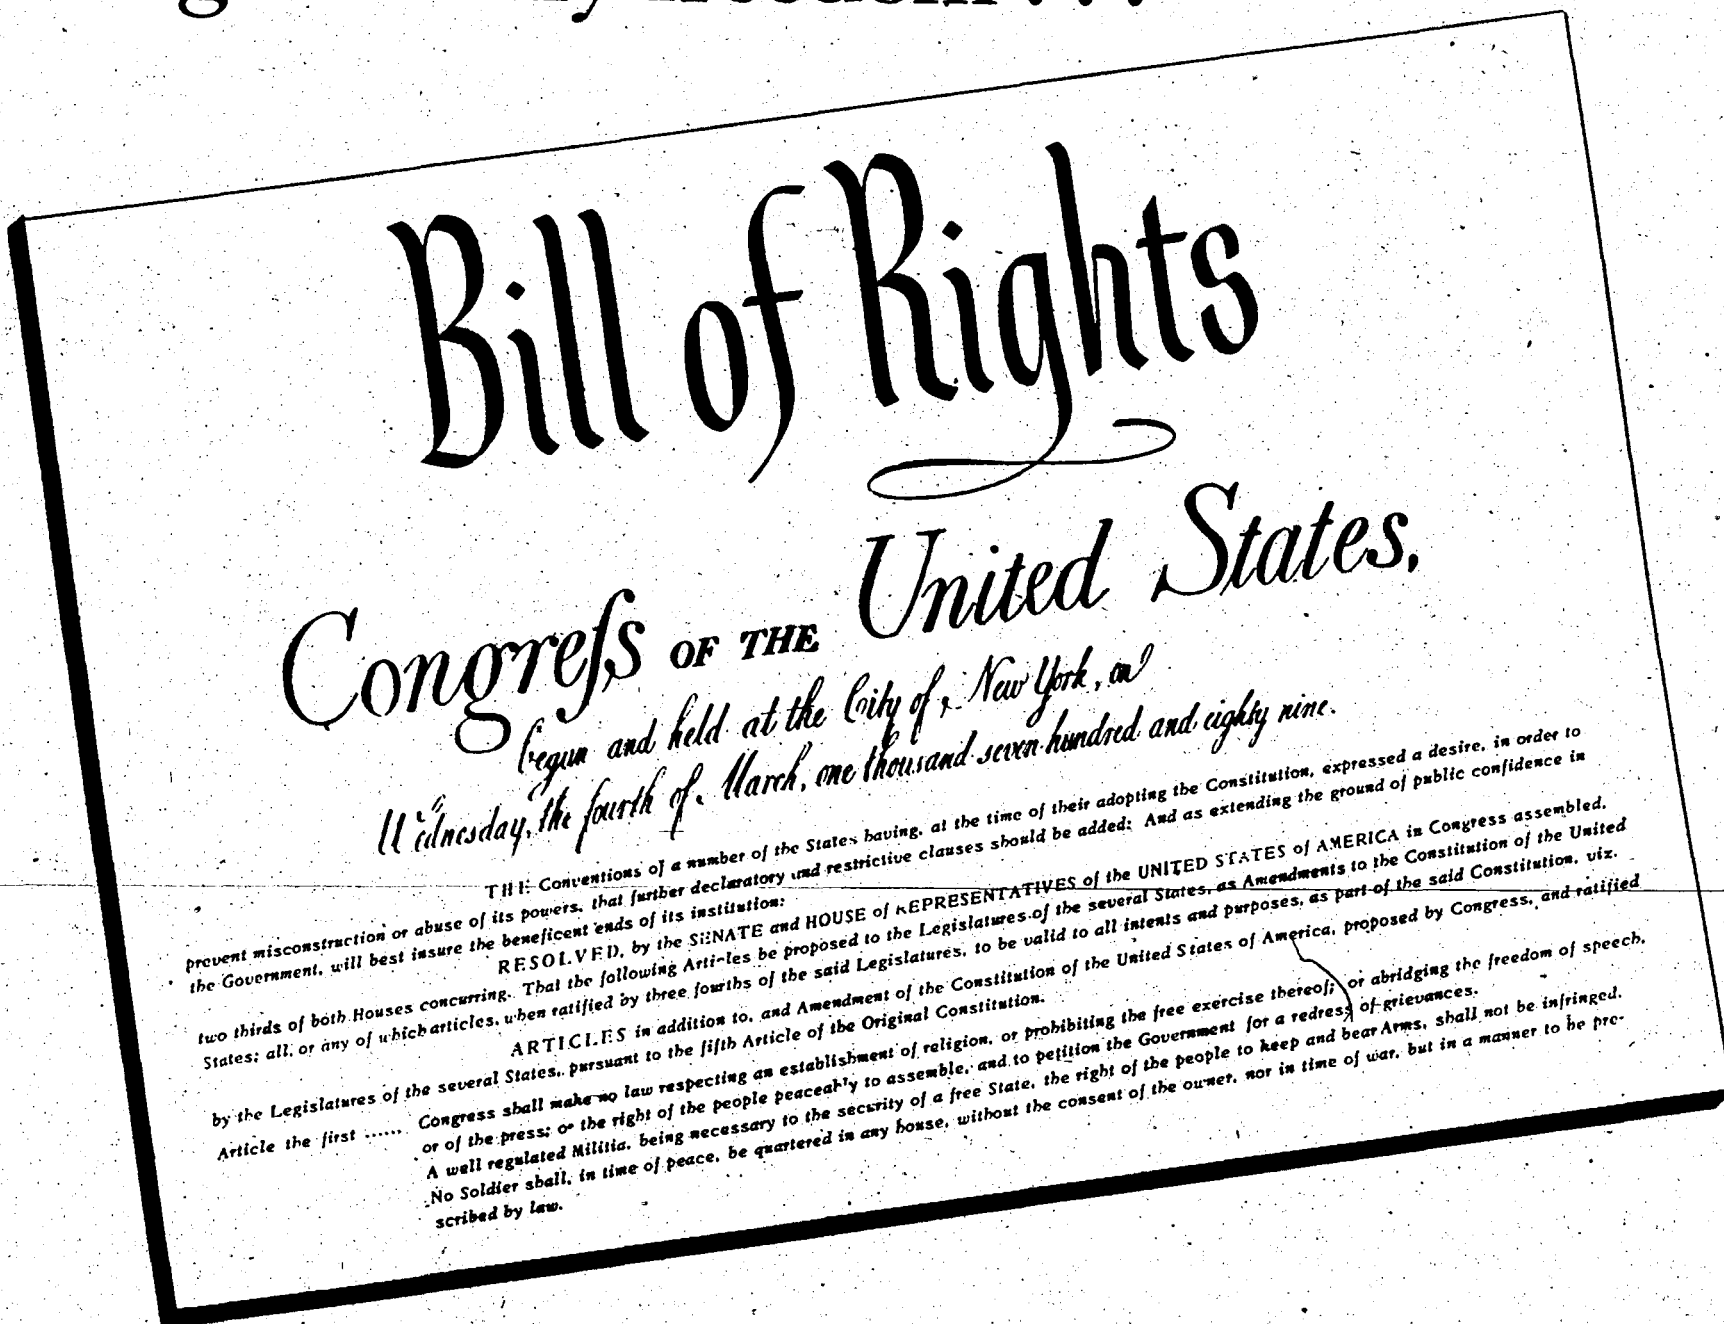 Bill of Rights
Congreſs OF THE United States,
begun and held at the City of New York, on
Wednesday, the fourth of March, one thousand seven hundred and eighty nine.
THE Conventions of a number of the States having, at the time of their adopting the Constitution, expressed a desire, in order to
prevent misconstruction or abuse of its powers, that further declaratory and restrictive clauses should be added: And as extending the ground of public confidence in
the Government, will best insure the beneficent ends of its institution:
RESOLVED, by the SENATE and HOUSE of REPRESENTATIVES of the UNITED STATES of AMERICA in Congress assembled,
two thirds of both Houses concurring. That the following Articles be proposed to the Legislatures of the several States, as Amendments to the Constitution of the United
States; all, or any of which articles, when ratified by three fourths of the said Legislatures, to be valid to all intents and purposes, as part of the said Constitution, viz.
ARTICLES in addition to, and Amendment of the Constitution of the United States of America, proposed by Congress, and ratified
by the Legislatures of the several States, pursuant to the fifth Article of the Original Constitution.
Article the first ...... Congress shall make no law respecting an establishment of religion, or prohibiting the free exercise thereof; or abridging the freedom of speech,
or of the press; or the right of the people peaceably to assemble, and to petition the Government for a redress of grievances.
A well regulated Militia, being necessary to the security of a free State, the right of the people to keep and bear Arms, shall not be infringed.
No Soldier shall, in time of peace, be quartered in any house, without the consent of the owner, nor in time of war, but in a manner to be pre-
scribed by law.